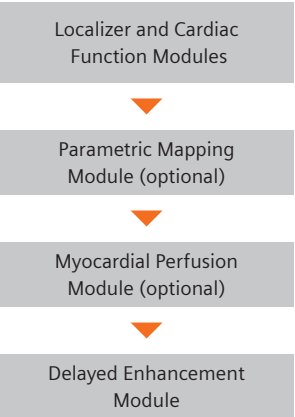 Localizer and Cardiac
Function Modules
Parametric Mapping
Module (optional)
Myocardial Perfusion
Module (optional)
Delayed Enhancement
Module